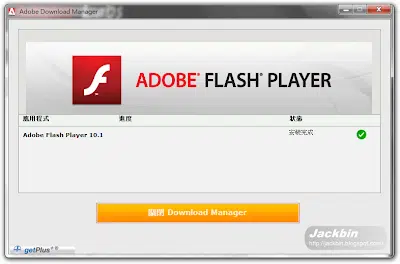 Adobe Download Manager
ADOBE® FLASH® PLAYER
應用程式 進度 狀態
Adobe Flash Player 10.1 安裝完成
關閉 Download Manager
Jackbin
http://jackbin.blogspot.com/
getPlus+®